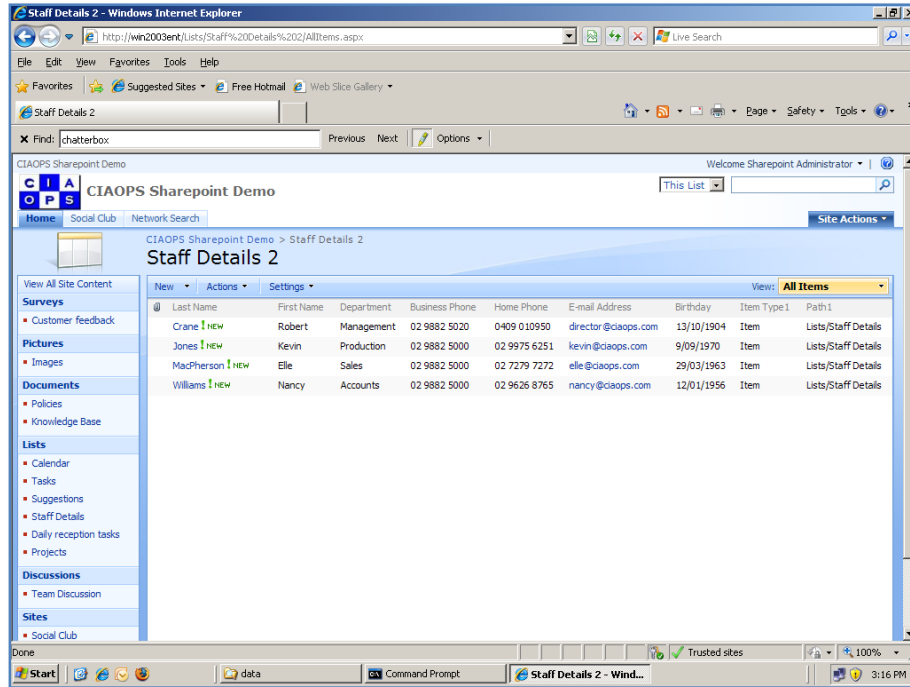 Staff Details 2 - Windows Internet Explorer
http://win2003ent/Lists/Staff%20Details%202/AllItems.aspx
Live Search
File Edit View Favorites Tools Help
Favorites Suggested Sites Free Hotmail Web Slice Gallery
Staff Details 2 Page Safety Tools
X Find: chatterbox Previous Next Options
CIAOPS Sharepoint Demo Welcome Sharepoint Administrator
C I A O P S CIAOPS Sharepoint Demo This List
Home Social Club Network Search Site Actions
CIAOPS Sharepoint Demo > Staff Details 2
Staff Details 2
View All Site Content
Surveys
Customer feedback
Pictures
Images
Documents
Policies
Knowledge Base
Lists
Calendar
Tasks
Suggestions
Staff Details
Daily reception tasks
Projects
Discussions
Team Discussion
Sites
Social Club
New Actions Settings View: All Items
Last Name First Name Department Business Phone Home Phone E-mail Address Birthday Item Type1 Path1
Crane ! NEW Robert Management 02 9882 5020 0409 010950 director@ciaops.com 13/10/1904 Item Lists/Staff Details
Jones ! NEW Kevin Production 02 9882 5000 02 9975 6251 kevin@ciaops.com 9/09/1970 Item Lists/Staff Details
MacPherson ! NEW Elle Sales 02 9882 5000 02 7279 7272 elle@ciaops.com 29/03/1963 Item Lists/Staff Details
Williams ! NEW Nancy Accounts 02 9882 5000 02 9626 8765 nancy@ciaops.com 12/01/1956 Item Lists/Staff Details
Done Trusted sites 100%
Start data Command Prompt Staff Details 2 - Wind... 3:16 PM